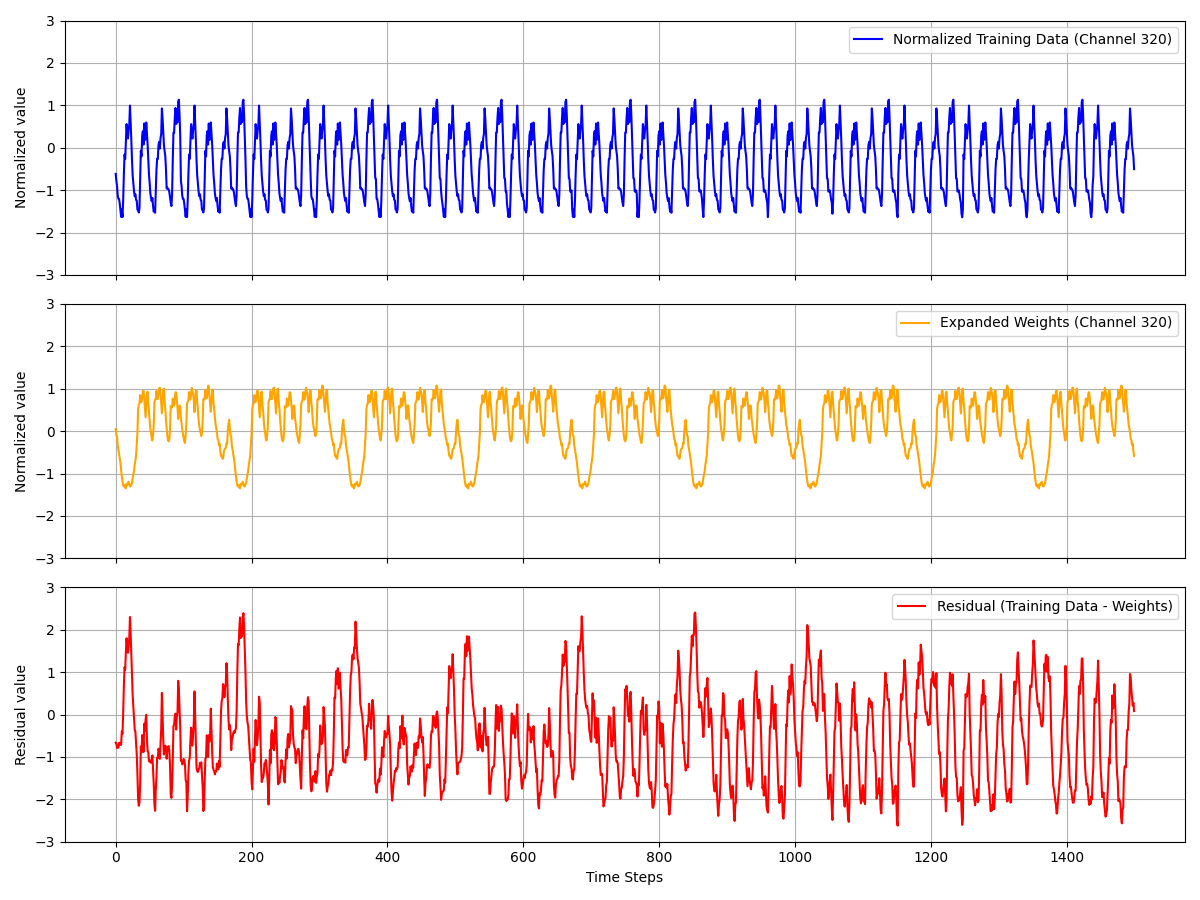 3
2
1
0
−1
−2
−3
Normalized value
Normalized Training Data (Channel 320)
3
2
1
0
−1
−2
−3
Normalized value
Expanded Weights (Channel 320)
3
2
1
0
−1
−2
−3
Residual value
Residual (Training Data - Weights)
0 200 400 600 800 1000 1200 1400
Time Steps